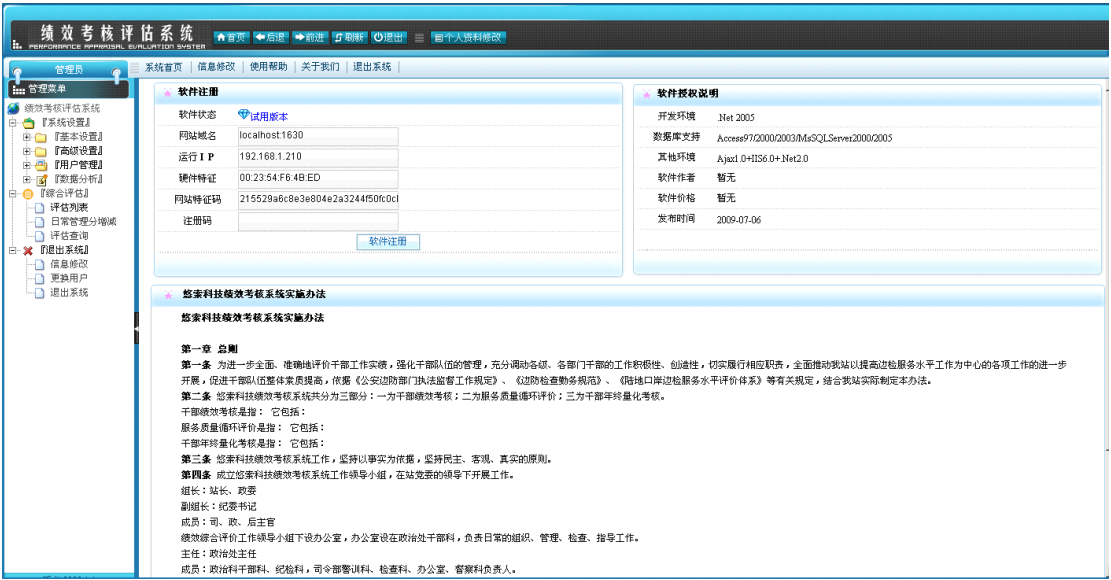 绩效考核评估系统
PERFORMANCE APPRAISAL EVALUATION SYSTEM
首页 后退 前进 刷新 退出 个人资料修改
管理员
系统首页 | 信息修改 | 使用帮助 | 关于我们 | 退出系统 |
管理菜单
绩效考核评估系统
『系统设置』
『基本设置』
『高级设置』
『用户管理』
『数据分析』
『综合评估』
评估列表
日常管理分增减
评估查询
『退出系统』
信息修改
更换用户
退出系统
软件注册
软件状态 试用版本
网站域名 localhost:1630
运行IP 192.168.1.210
硬件特征 00:23:54:F6:4B:ED
网站特征码 215529a6c8e3e804e2a3244f50fc0cl
注册码
软件注册
软件授权说明
开发环境 .Net 2005
数据库支持 Access97/2000/2003/MsSQLServer2000/2005
其他环境 Ajax1.0+IIS6.0+.Net2.0
软件作者 暂无
软件价格 暂无
发布时间 2009-07-06
悠索科技绩效考核系统实施办法
悠索科技绩效考核系统实施办法
第一章 总则
第一条 为进一步全面、准确地评价干部工作实绩，强化干部队伍的管理，充分调动各级、各部门干部的工作积极性、创造性，切实履行相应职责，全面推动我站以提高边检服务水平工作为中心的各项工作的进一步
开展，促进干部队伍整体素质提高，依据《公安边防部门执法监督工作规定》、《边防检查勤务规范》、《陆地口岸边检服务水平评价体系》等有关规定，结合我站实际制定本办法。
第二条 悠索科技绩效考核系统共分为三部分：一为干部绩效考核；二为服务质量循环评价；三为干部年终量化考核。
干部绩效考核是指： 它包括：
服务质量循环评价是指： 它包括：
干部年终量化考核是指： 它包括：
第三条 悠索科技绩效考核系统工作，坚持以事实为依据，坚持民主、客观、真实的原则。
第四条 成立悠索科技绩效考核系统工作领导小组，在站党委的领导下开展工作。
组长：站长、政委
副组长：纪委书记
成员：司、政、后主官
绩效综合评价工作领导小组下设办公室，办公室设在政治处干部科，负责日常的组织、管理、检查、指导工作。
主任：政治处主任
成员：政治科干部科、纪检科，司令部警训科、检查科、办公室、督察科负责人。